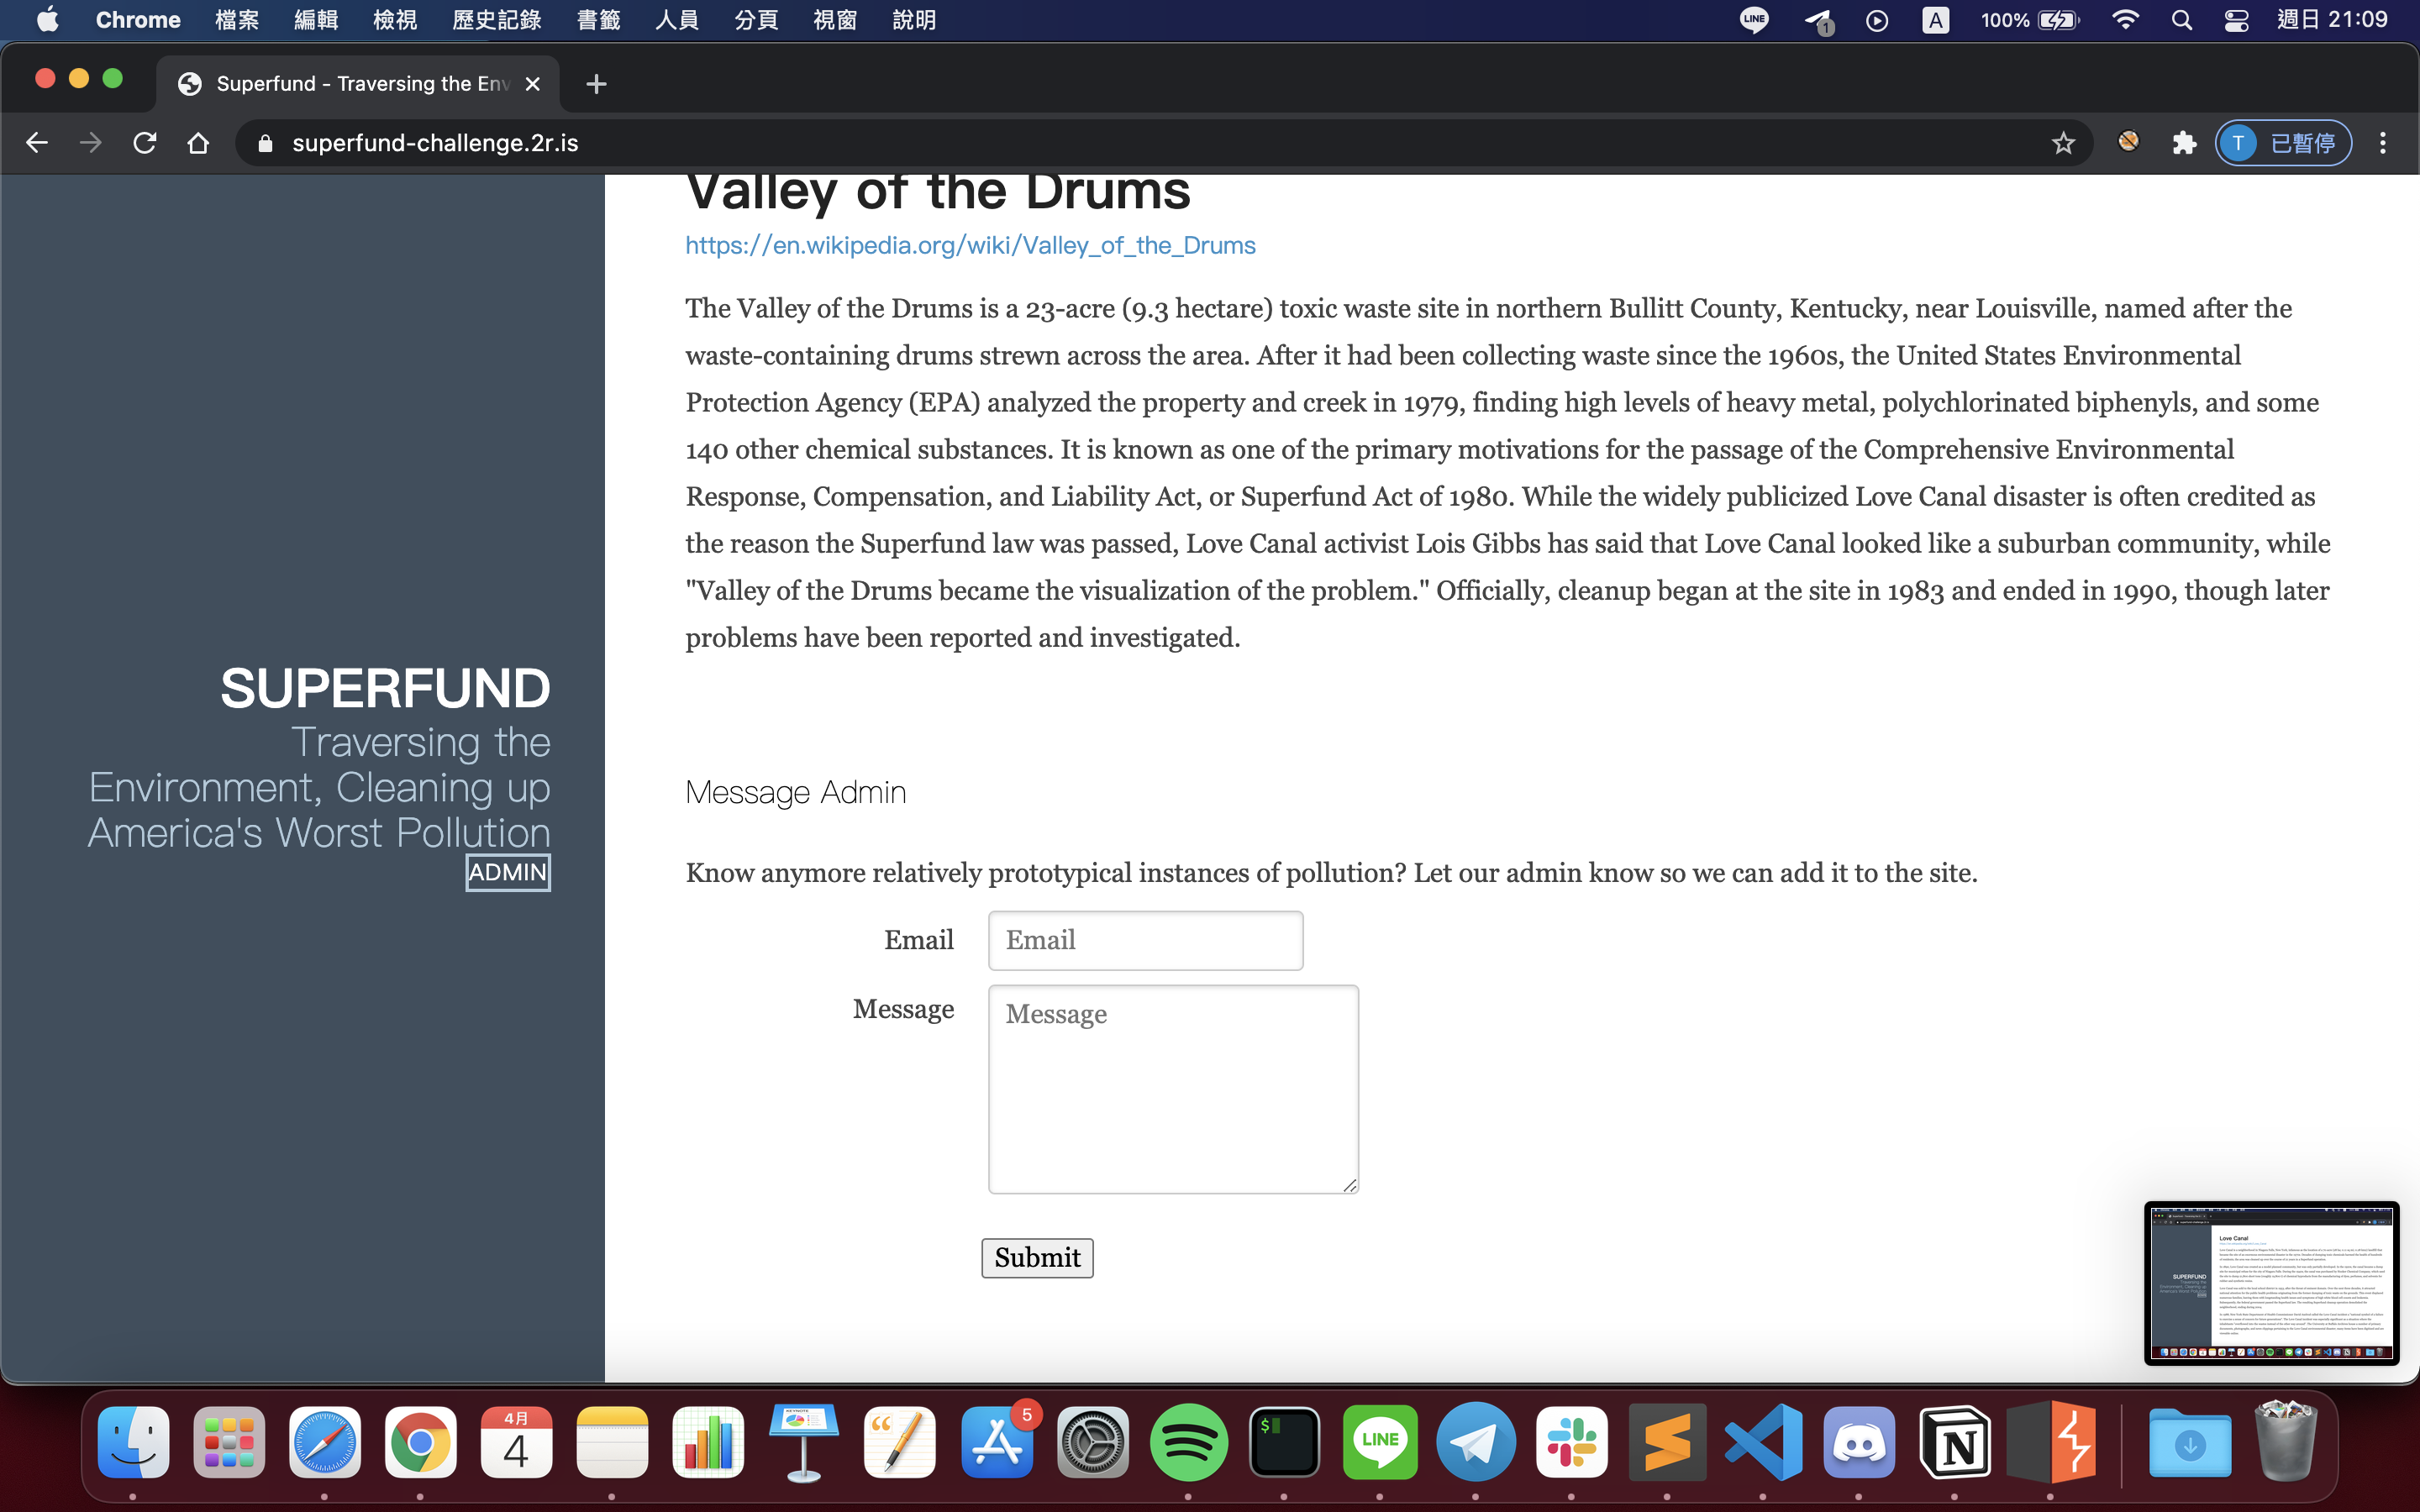 Chrome 檔案 編輯 檢視 歷史記錄 書籤 人員 分頁 視窗 說明 LINE 1 A 100% 週日 21:09
Superfund - Traversing the Env
superfund-challenge.2r.is T 已暫停
Valley of the Drums
https://en.wikipedia.org/wiki/Valley_of_the_Drums
The Valley of the Drums is a 23-acre (9.3 hectare) toxic waste site in northern Bullitt County, Kentucky, near Louisville, named after the
waste-containing drums strewn across the area. After it had been collecting waste since the 1960s, the United States Environmental
Protection Agency (EPA) analyzed the property and creek in 1979, finding high levels of heavy metal, polychlorinated biphenyls, and some
140 other chemical substances. It is known as one of the primary motivations for the passage of the Comprehensive Environmental
Response, Compensation, and Liability Act, or Superfund Act of 1980. While the widely publicized Love Canal disaster is often credited as
the reason the Superfund law was passed, Love Canal activist Lois Gibbs has said that Love Canal looked like a suburban community, while
"Valley of the Drums became the visualization of the problem." Officially, cleanup began at the site in 1983 and ended in 1990, though later
problems have been reported and investigated.
SUPERFUND
Traversing the
Environment, Cleaning up
America's Worst Pollution
ADMIN
Message Admin
Know anymore relatively prototypical instances of pollution? Let our admin know so we can add it to the site.
Email Email
Message Message
Submit
Love Canal
SUPERFUND
4月
4
5
$
LINE
N